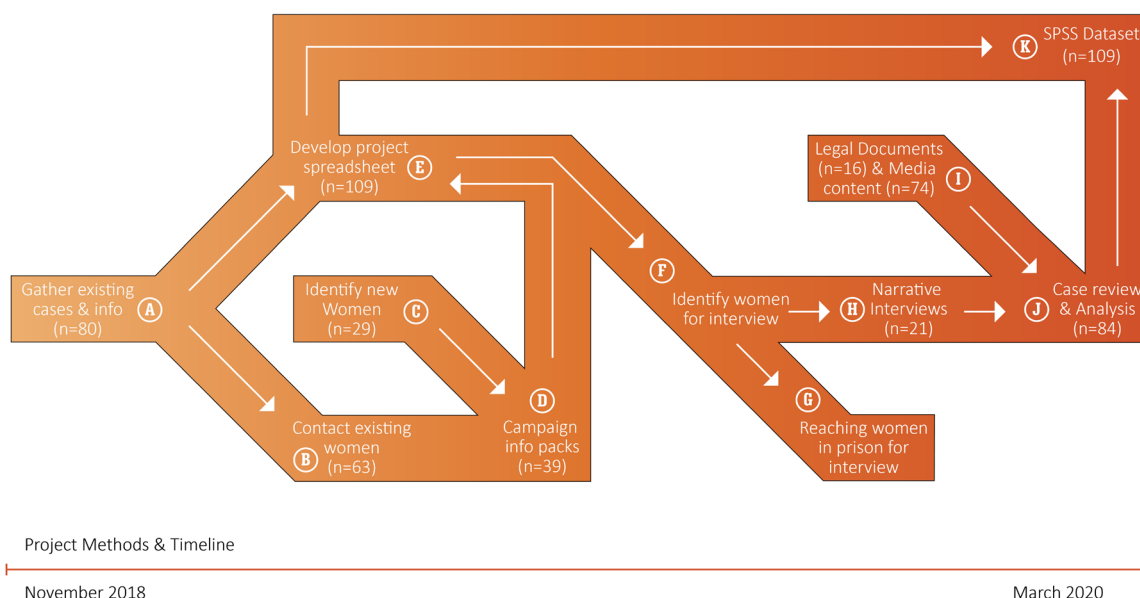 SPSS Dataset
K
(n=109)
Develop project
spreadsheet
E
(n=109)
Legal Documents
(n=16) & Media
content (n=74)
I
Gather existing
cases & info
(n=80)
A
Identify new
Women
(n=29)
C
F
Identify women
for interview
H
Narrative
Interviews
(n=21)
J
Case review
& Analysis
(n=84)
Contact existing
women
(n=63)
B
D
Campaign
info packs
(n=39)
G
Reaching women
in prison for
interview
Project Methods & Timeline
November 2018
March 2020